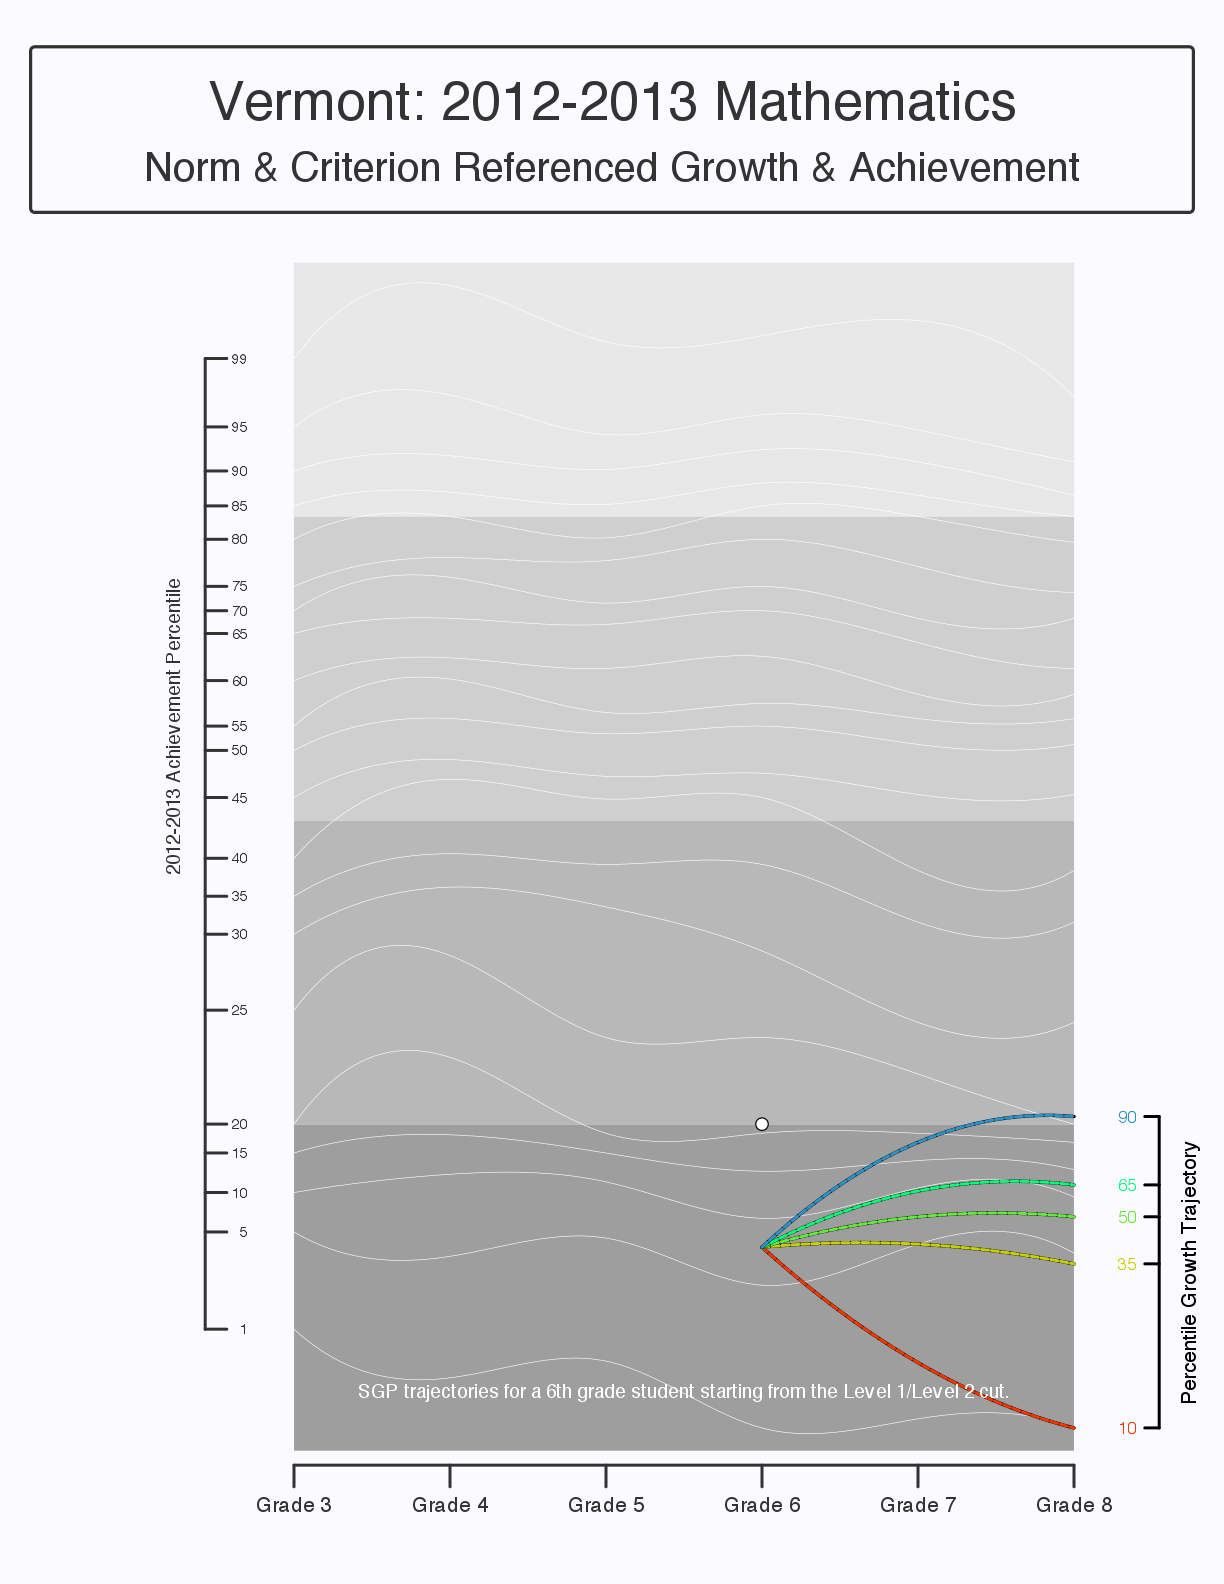 Vermont: 2012-2013 Mathematics
Norm & Criterion Referenced Growth & Achievement
2012-2013 Achievement Percentile
99
95
90
85
80
75
70
65
60
55
50
45
40
35
30
25
20
15
10
5
1
90
65
50
35
10
Percentile Growth Trajectory
SGP trajectories for a 6th grade student starting from the Level 1/Level 2 cut.
Grade 3
Grade 4
Grade 5
Grade 6
Grade 7
Grade 8